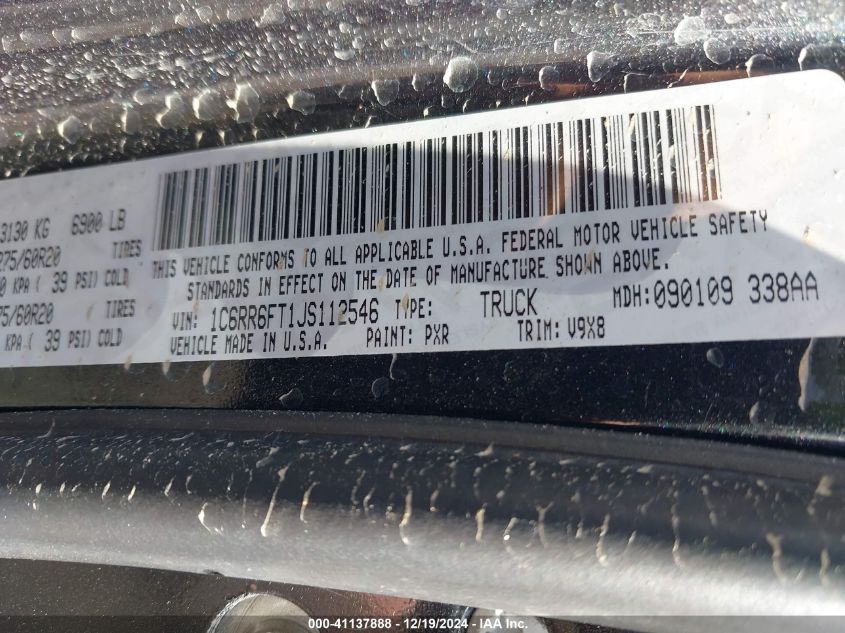 3130 KG 6900 LB
275/60R20 TIRES
0 KPA ( 39 PSI) COLD
75/60R20 TIRES
KPA ( 39 PSI) COLD
THIS VEHICLE CONFORMS TO ALL APPLICABLE U.S.A. FEDERAL MOTOR VEHICLE SAFETY
STANDARDS IN EFFECT ON THE DATE OF MANUFACTURE SHOWN ABOVE.
VIN: 1C6RR6FT1JS112546 TYPE: TRUCK MDH:090109 338AA
VEHICLE MADE IN U.S.A. PAINT: PXR TRIM: V9X8
000-41137888 - 12/19/2024 - IAA Inc.